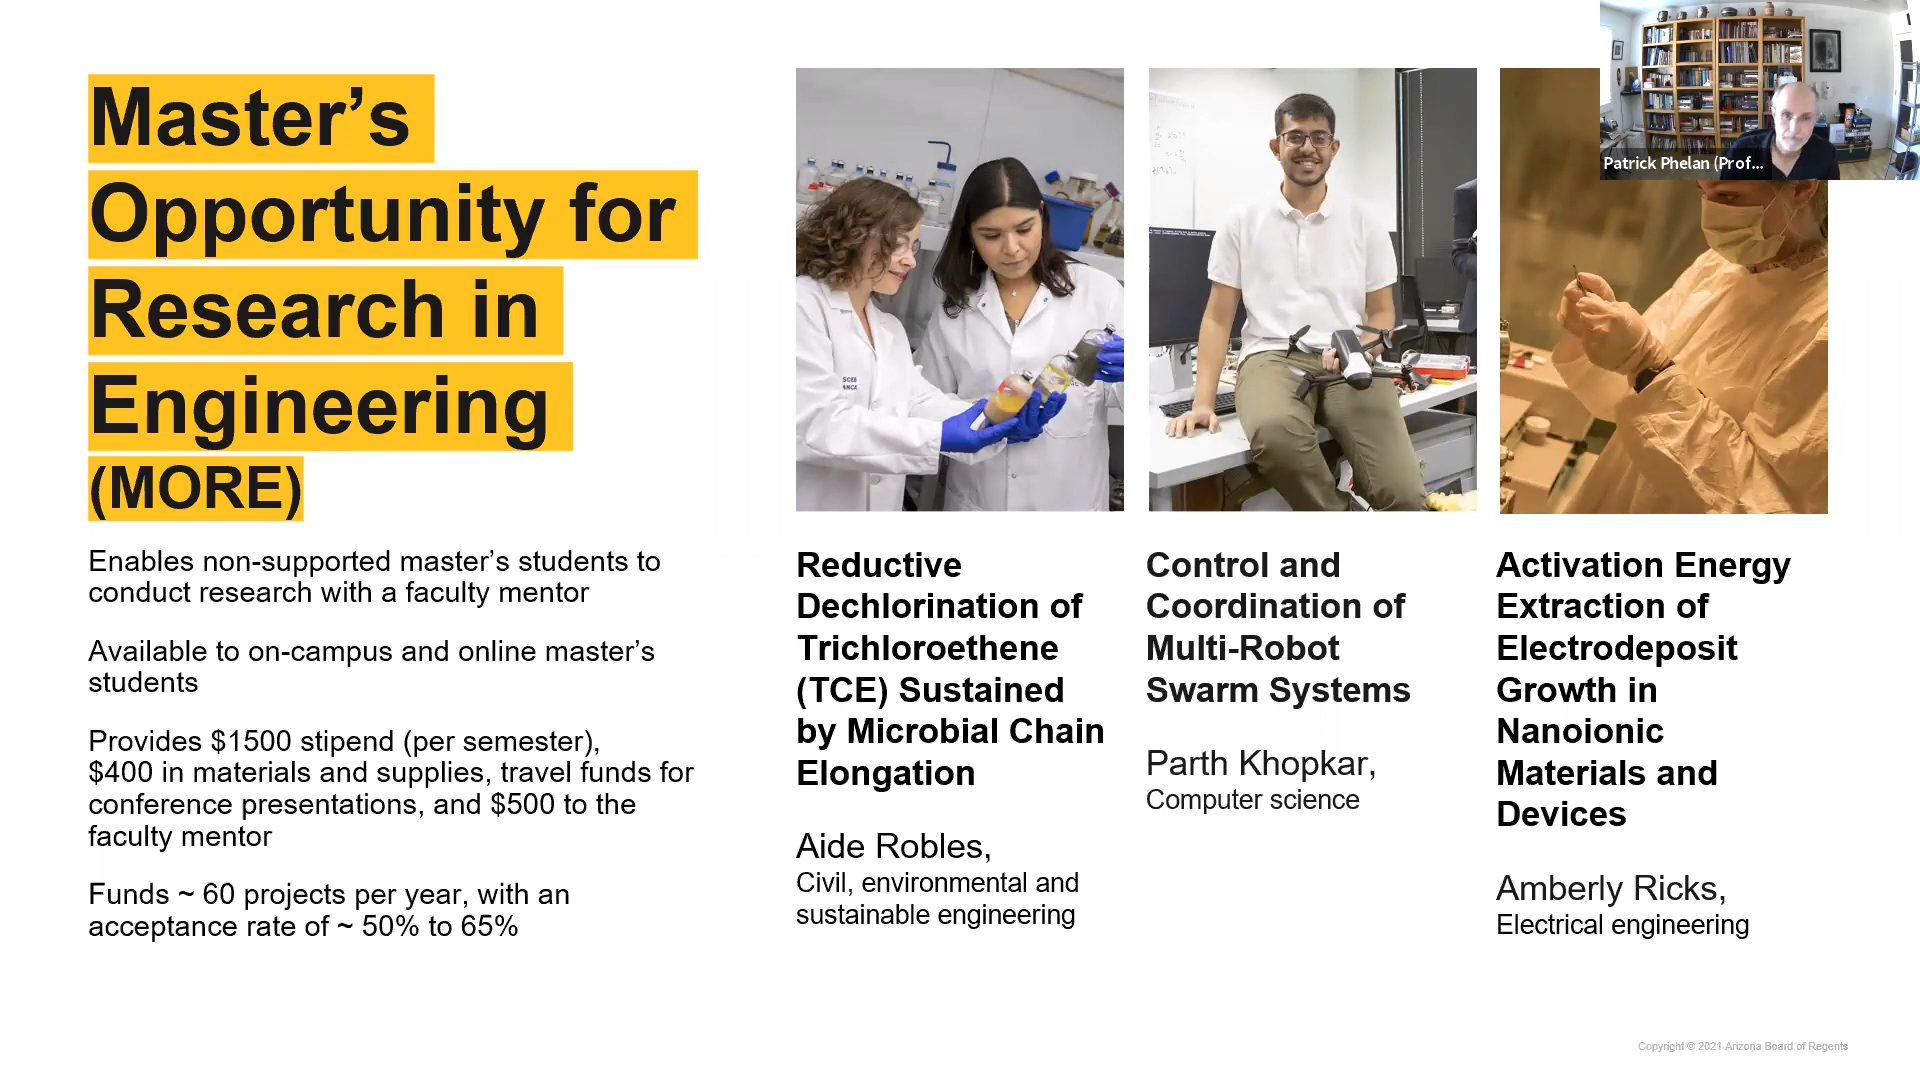 Master’s
Opportunity for
Research in
Engineering
(MORE)
Enables non-supported master’s students to
conduct research with a faculty mentor
Available to on-campus and online master’s
students
Provides $1500 stipend (per semester),
$400 in materials and supplies, travel funds for
conference presentations, and $500 to the
faculty mentor
Funds ~ 60 projects per year, with an
acceptance rate of ~ 50% to 65%
Reductive
Dechlorination of
Trichloroethene
(TCE) Sustained
by Microbial Chain
Elongation
Aide Robles,
Civil, environmental and
sustainable engineering
Control and
Coordination of
Multi-Robot
Swarm Systems
Parth Khopkar,
Computer science
Activation Energy
Extraction of
Electrodeposit
Growth in
Nanoionic
Materials and
Devices
Amberly Ricks,
Electrical engineering
Patrick Phelan (Prof...
Copyright © 2021 Arizona Board of Regents